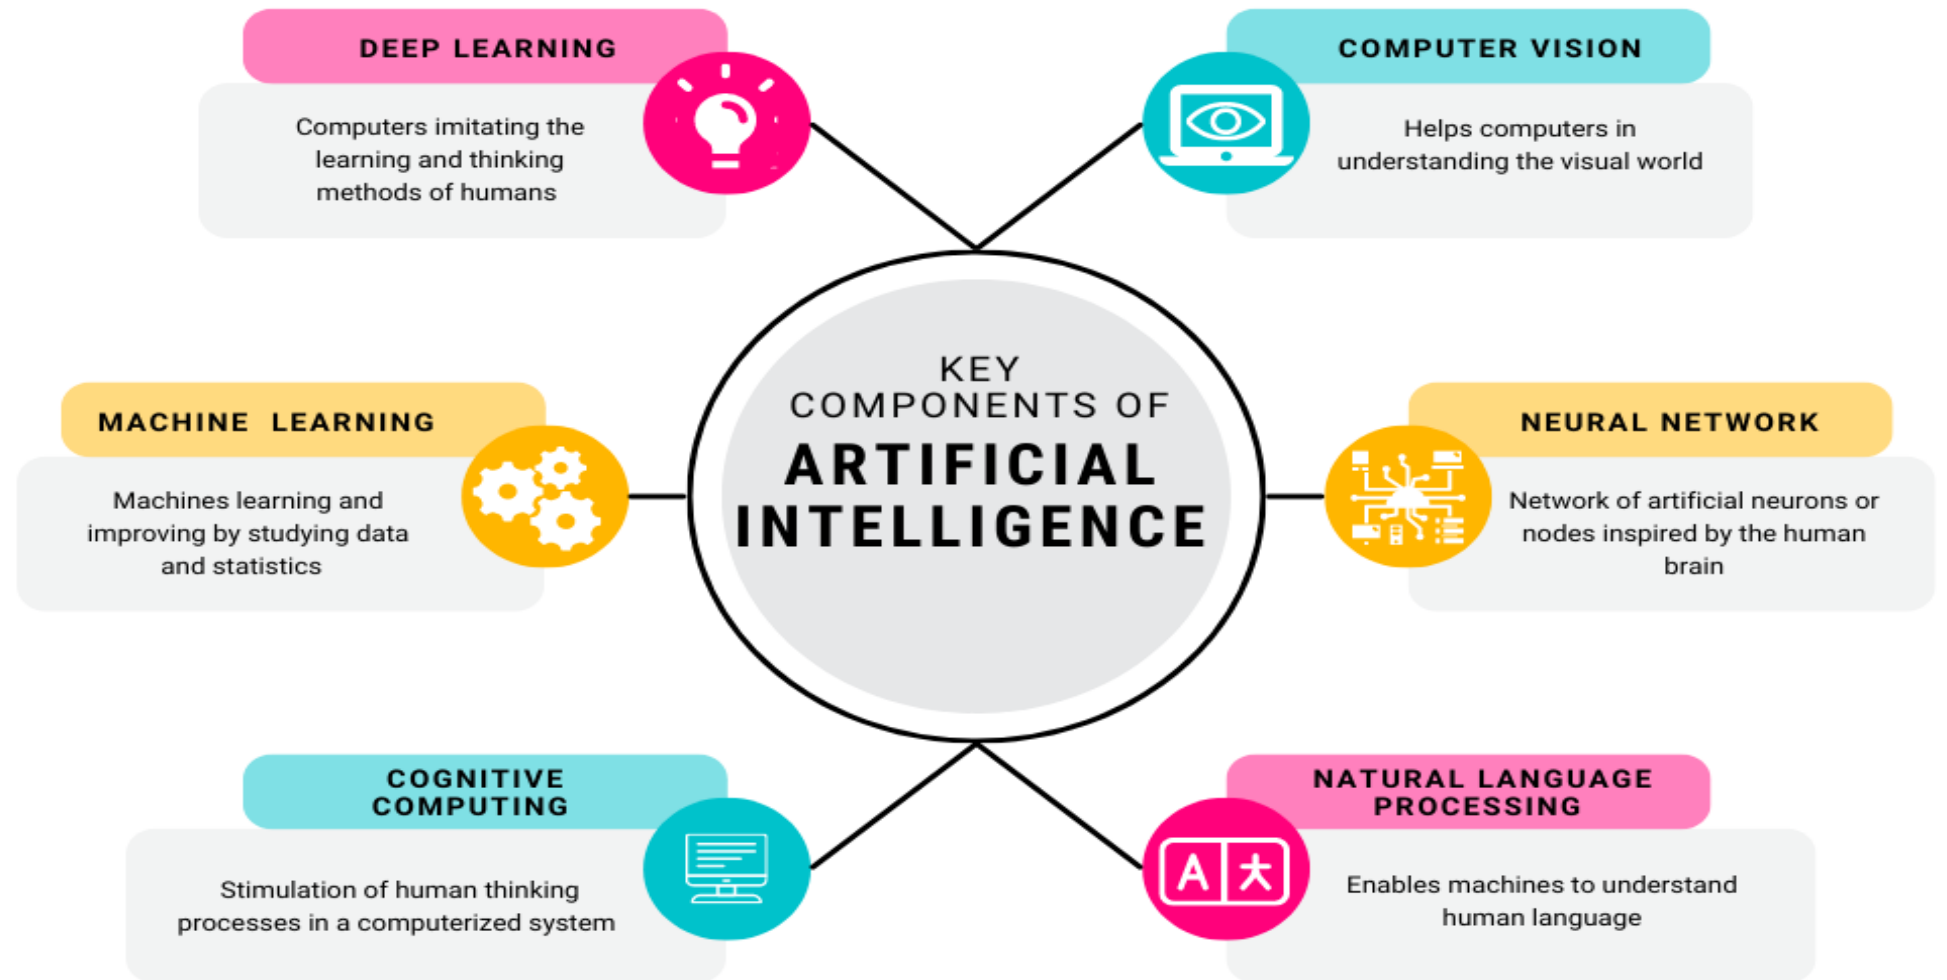 DEEP LEARNING
Computers imitating the
learning and thinking
methods of humans
COMPUTER VISION
Helps computers in
understanding the visual world
KEY
COMPONENTS OF
ARTIFICIAL
INTELLIGENCE
MACHINE LEARNING
Machines learning and
improving by studying data
and statistics
NEURAL NETWORK
Network of artificial neurons or
nodes inspired by the human
brain
COGNITIVE
COMPUTING
Stimulation of human thinking
processes in a computerized system
NATURAL LANGUAGE
PROCESSING
A 大
Enables machines to understand
human language